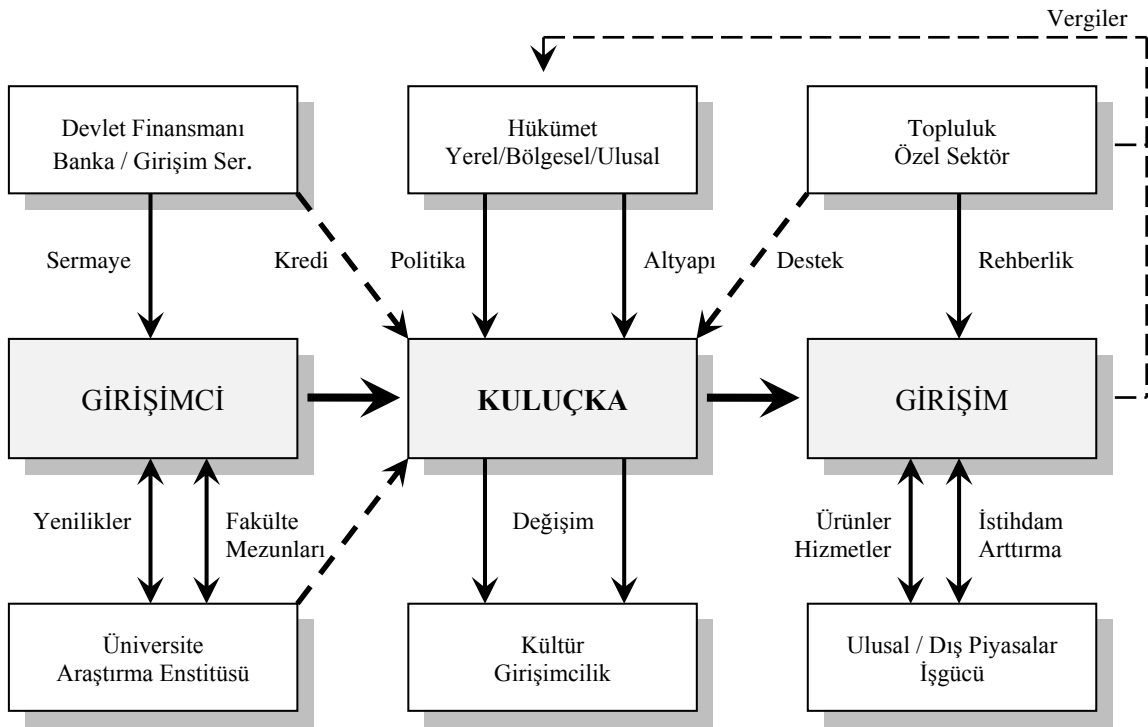 Vergiler
Devlet Finansmanı
Banka / Girişim Ser.
Hükümet
Yerel/Bölgesel/Ulusal
Topluluk
Özel Sektör
Sermaye
Kredi
Politika
Altyapı
Destek
Rehberlik
GİRİŞİMCİ
KULUÇKA
GİRİŞİM
Yenilikler
Fakülte
Mezunları
Değişim
Ürünler
Hizmetler
İstihdam
Arttırma
Üniversite
Araştırma Enstitüsü
Kültür
Girişimcilik
Ulusal / Dış Piyasalar
İşgücü